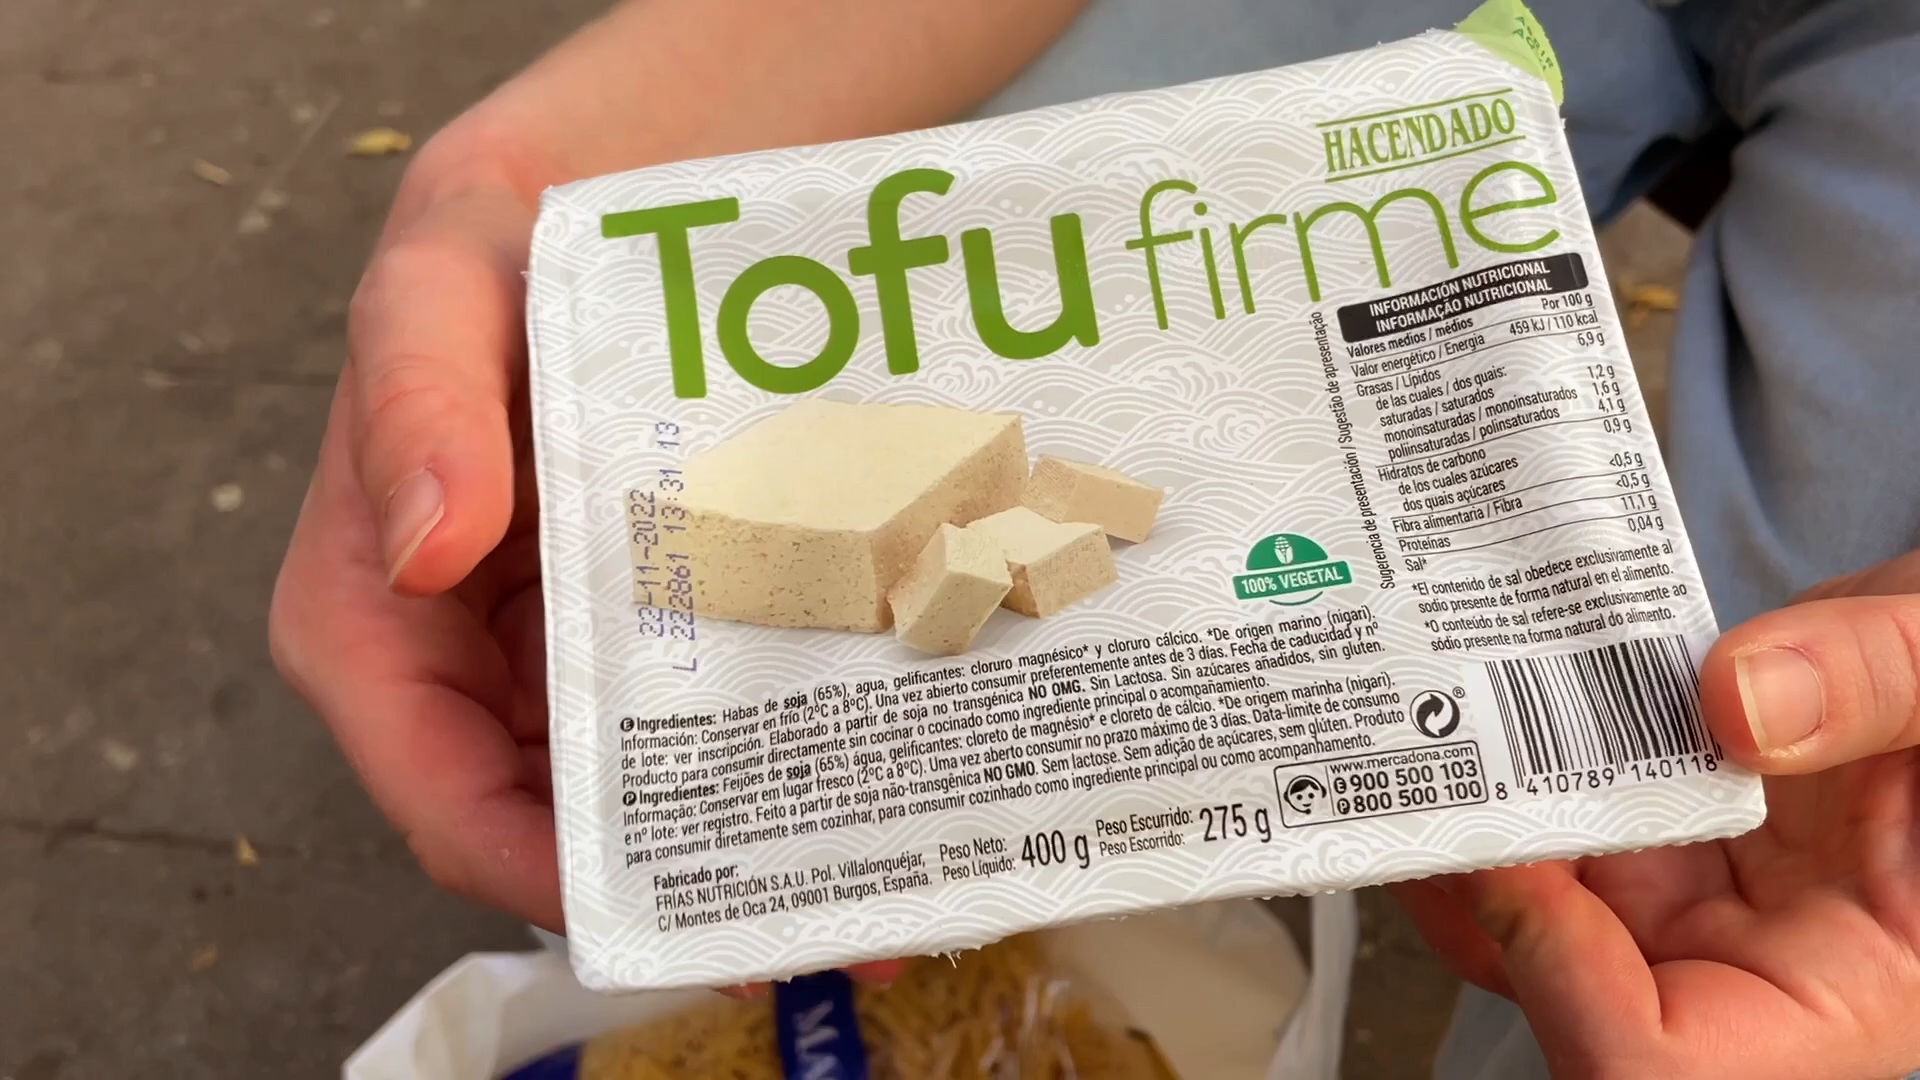 HACENDADO
Tofu firme
INFORMACIÓN NUTRICIONAL
INFORMAÇÃO NUTRICIONAL
Valores medios / médios Por 100 g
Valor energético / Energia 459 kJ / 110 kcal
Grasas / Lípidos 6,9 g
de las cuales / dos quais:
saturadas / saturados 1,2 g
monoinsaturadas / monoinsaturados 1,6 g
poliinsaturadas / polinsaturados 4,1 g
Hidratos de carbono 0,9 g
de los cuales azúcares
dos quais açúcares <0,5 g
Fibra alimentaria / Fibra <0,5 g
Proteínas 11,1 g
Sal* 0,04 g
*El contenido de sal obedece exclusivamente al
sodio presente de forma natural en el alimento.
*O conteúdo de sal refere-se exclusivamente ao
sódio presente na forma natural do alimento.
Sugerencia de presentación / Sugestão de apresentação
22-11-2022
L 222861 13:31 13
100% VEGETAL
E Ingredientes: Habas de soja (65%), agua, gelificantes: cloruro magnésico* y cloruro cálcico. *De origen marino (nigari).
Información: Conservar en frío (2ºC a 8ºC). Una vez abierto consumir preferentemente antes de 3 días. Fecha de caducidad y nº
de lote: ver inscripción. Elaborado a partir de soja no transgénica NO OMG. Sin Lactosa. Sin azúcares añadidos, sin gluten.
Producto para consumir directamente sin cocinar o cocinado como ingrediente principal o acompañamiento.
P Ingredientes: Feijões de soja (65%) água, gelificantes: cloreto de magnésio* e cloreto de cálcio. *De origem marinha (nigari).
Informação: Conservar em lugar fresco (2ºC a 8ºC). Uma vez aberto consumir no prazo máximo de 3 dias. Data-limite de consumo
e nº lote: ver registro. Feito a partir de soja não-transgênica NO GMO. Sem lactose. Sem adição de açúcares, sem glúten. Produto
para consumir diretamente sem cozinhar, para consumir cozinhado como ingrediente principal ou como acompanhamento.
Fabricado por:
FRÍAS NUTRICIÓN S.A.U. Pol. Villalonquéjar,
C/ Montes de Oca 24, 09001 Burgos, España.
Peso Neto:
Peso Líquido: 400 g
Peso Escurrido:
Peso Escorrido: 275 g
www.mercadona.com
E 900 500 103
P 800 500 100
®
8 410789 140118